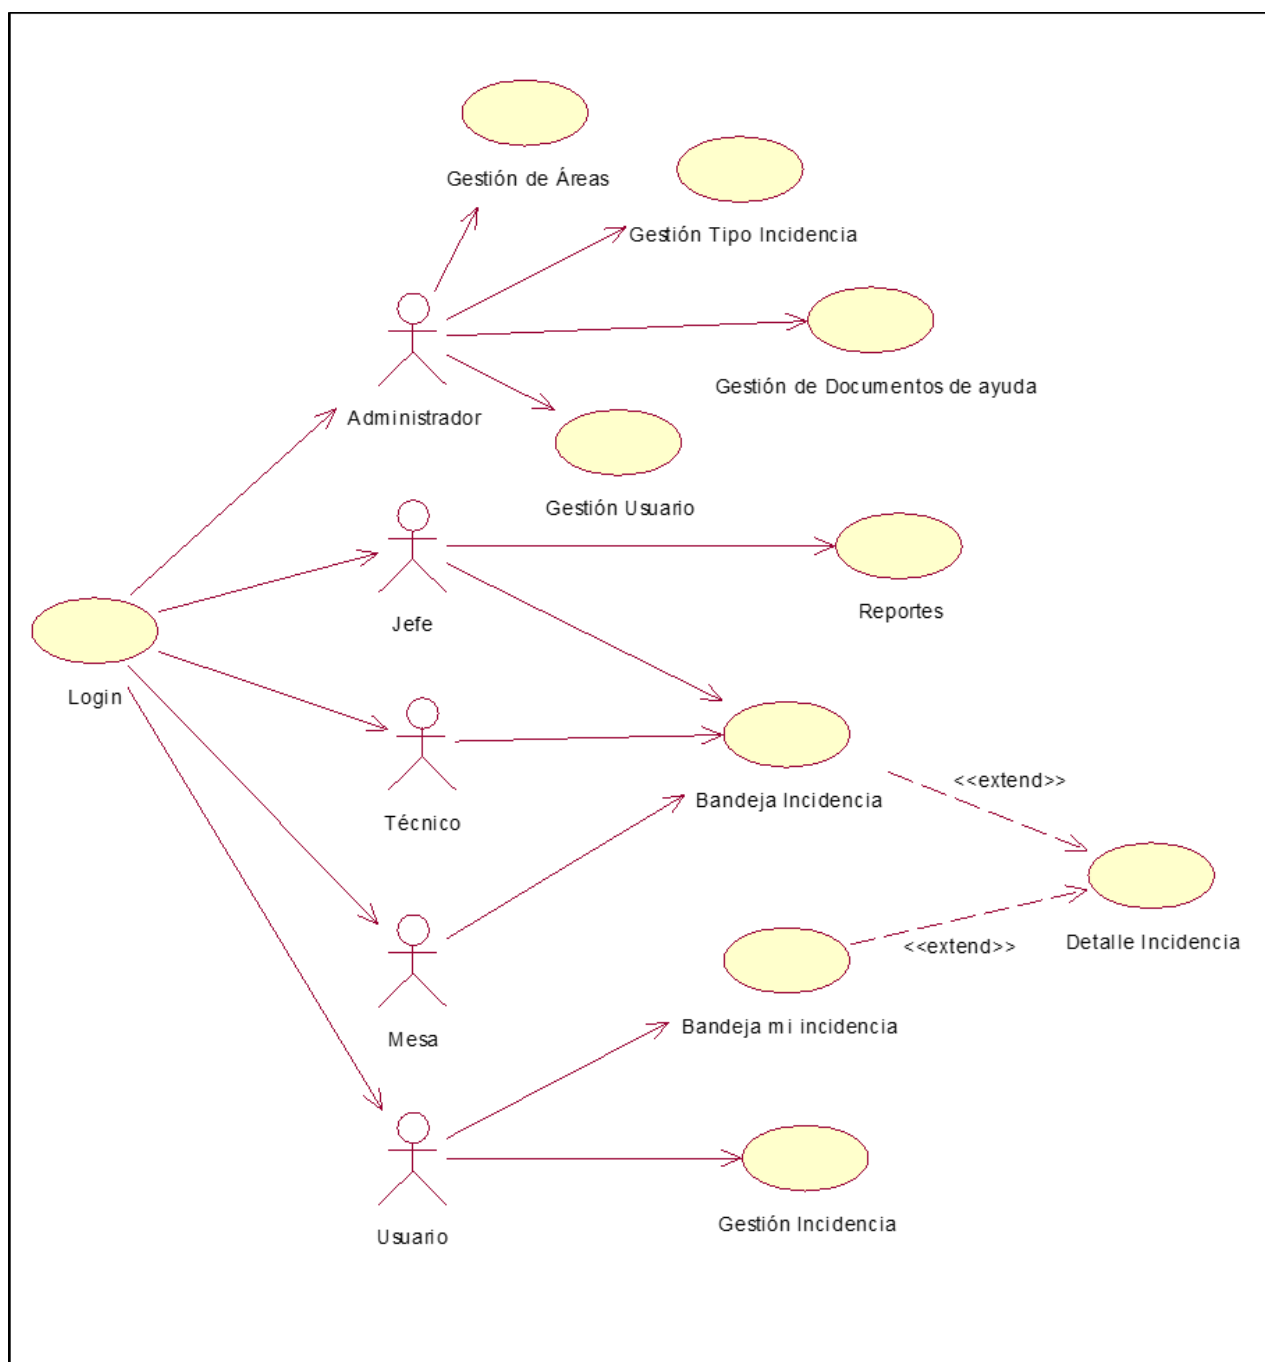 Gestión de Áreas
Gestión Tipo Incidencia
Gestión de Documentos de ayuda
Administrador
Gestión Usuario
Reportes
Jefe
Login
Técnico
<<extend>>
Bandeja Incidencia
Detalle Incidencia
<<extend>>
Bandeja mi incidencia
Mesa
Gestión Incidencia
Usuario